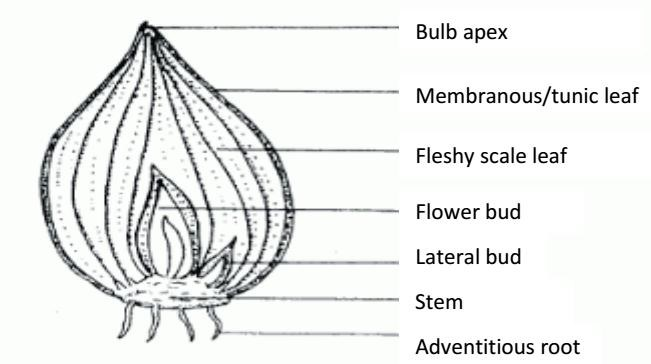 Bulb apex
Membranous/tunic leaf
Fleshy scale leaf
Flower bud
Lateral bud
Stem
Adventitious root